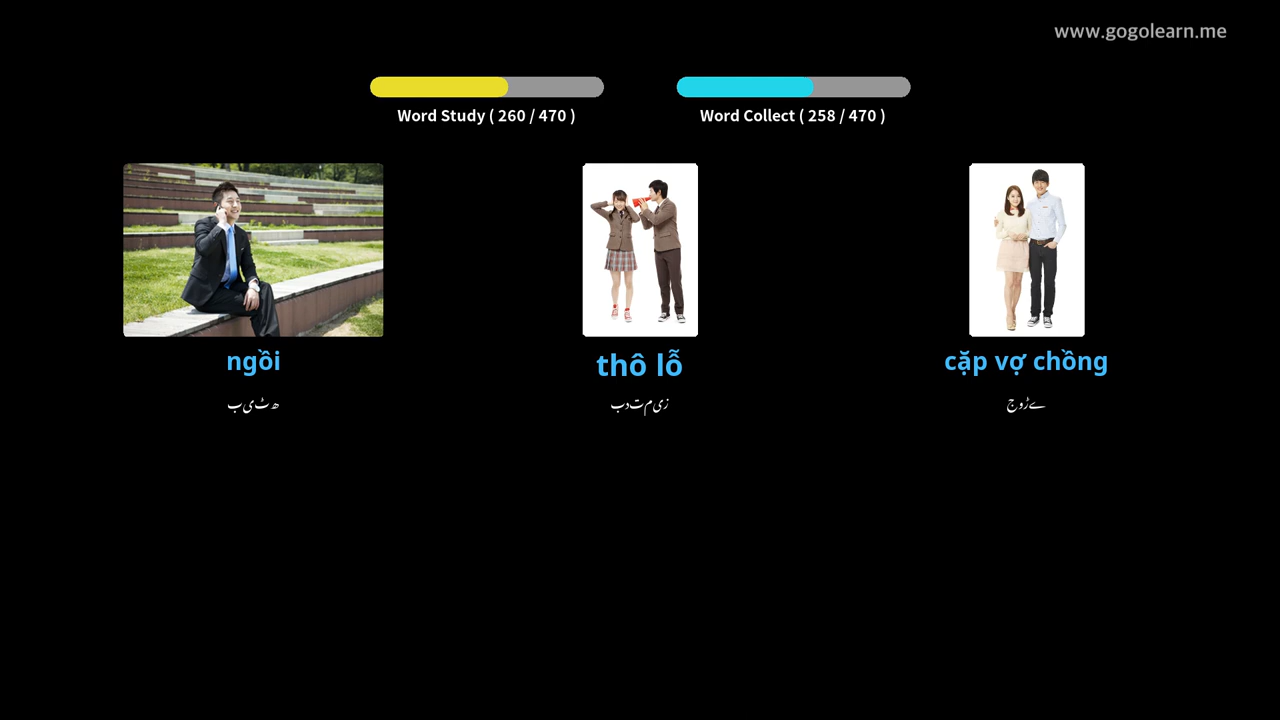 www.gogolearn.me
Word Study ( 260 / 470 )
Word Collect ( 258 / 470 )
ngồi
thô lỗ
cặp vợ chồng
بیٹھ
بدتمیز
جوڑے